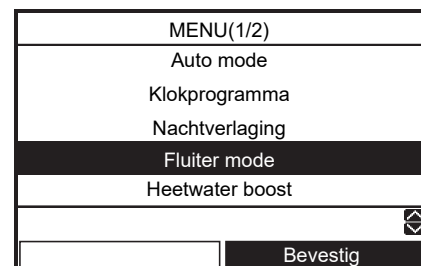 MENU(1/2)
Auto mode
Klokprogramma
Nachtverlaging
Fluiter mode
Heetwater boost
Bevestig